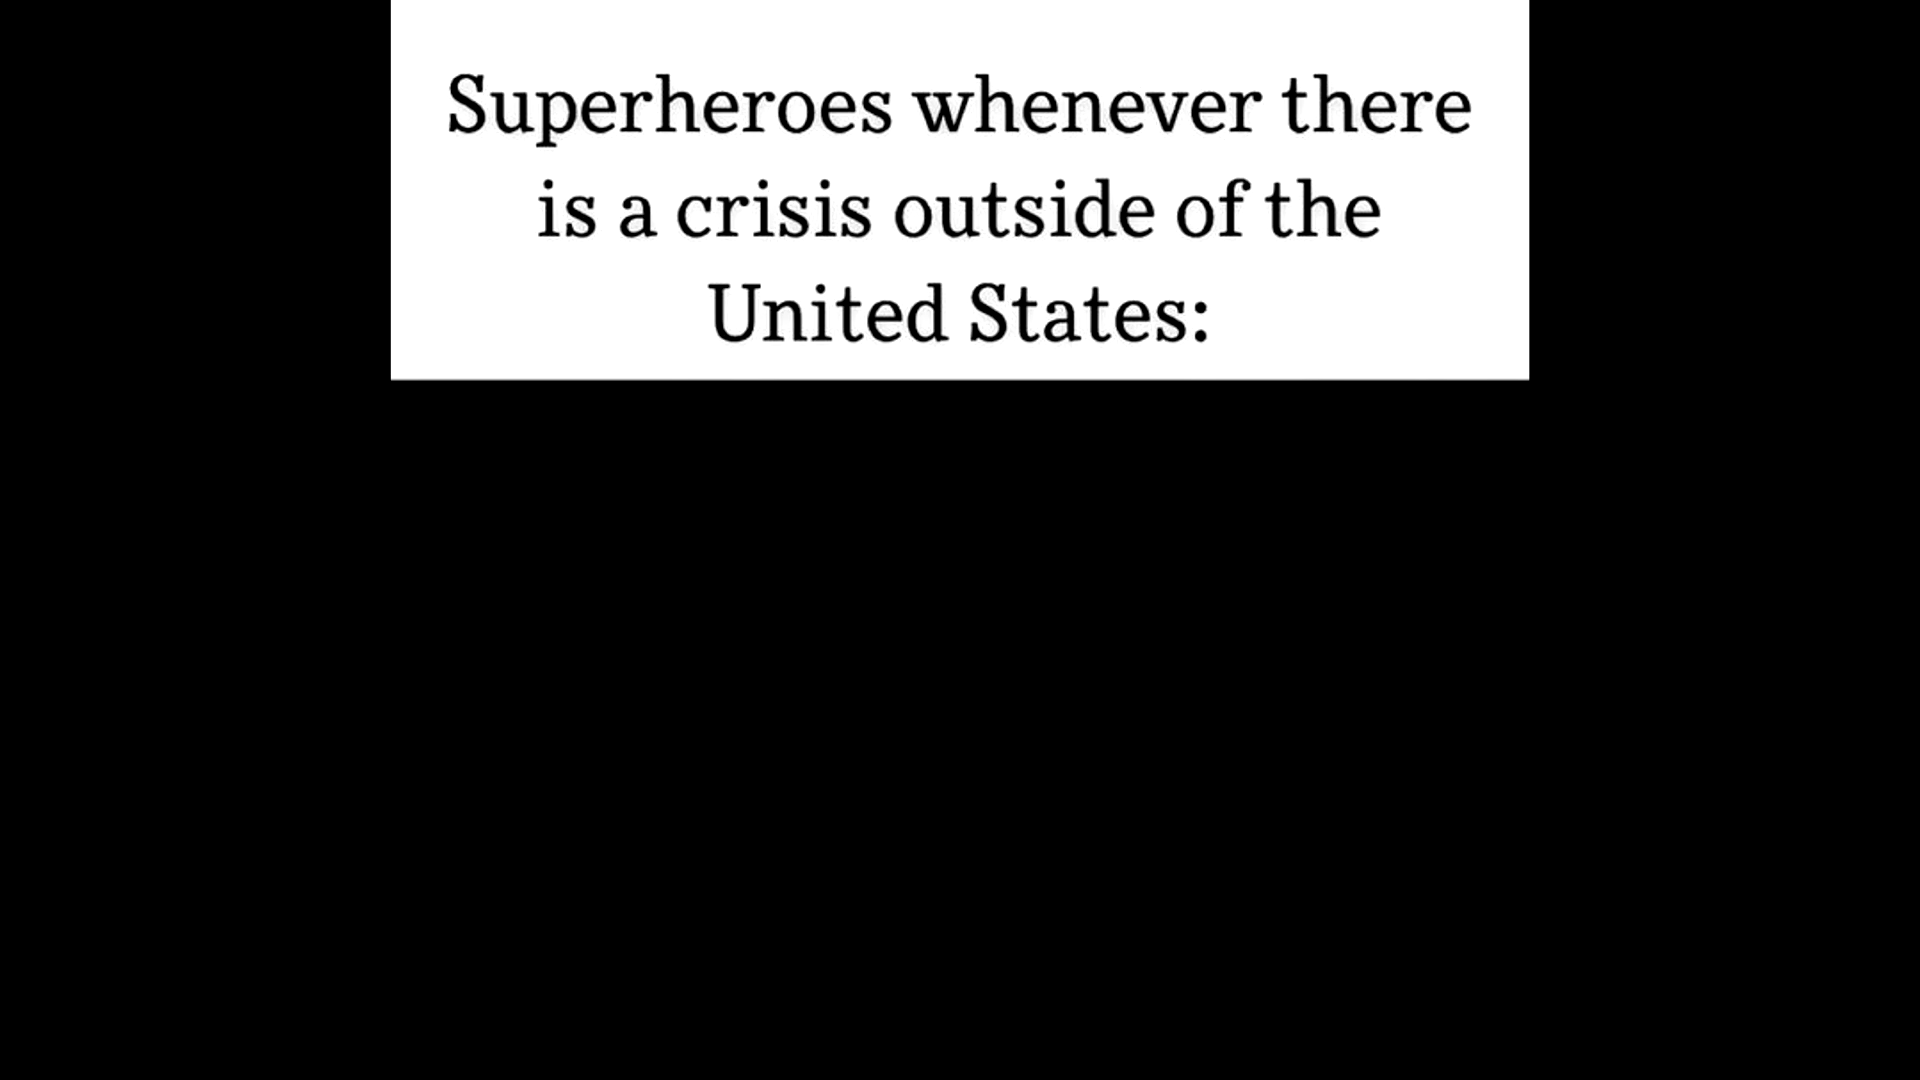 Superheroes whenever there
is a crisis outside of the
United States: